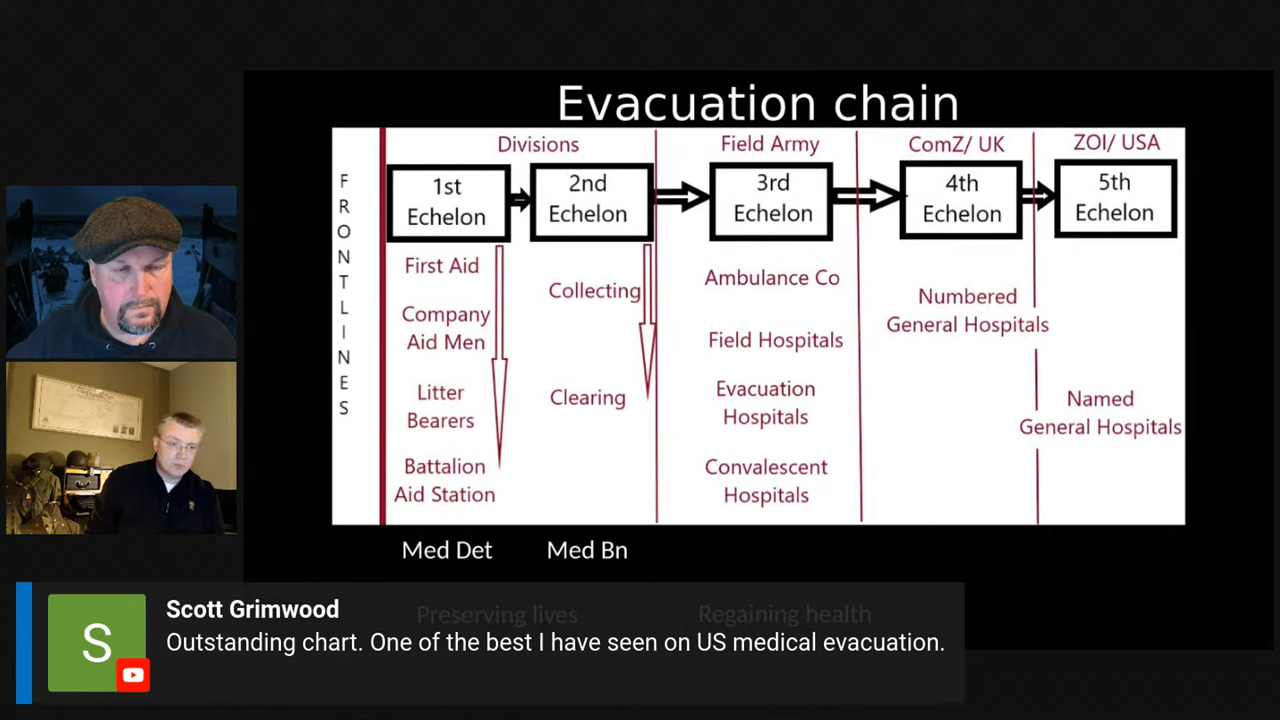 Evacuation chain
FRONTLINES
Divisions
Field Army
ComZ/ UK
ZOI/ USA
1st
Echelon
2nd
Echelon
3rd
Echelon
4th
Echelon
5th
Echelon
First Aid
Company
Aid Men
Litter
Bearers
Battalion
Aid Station
Collecting
Clearing
Ambulance Co
Field Hospitals
Evacuation
Hospitals
Convalescent
Hospitals
Numbered
General Hospitals
Named
General Hospitals
Med Det
Med Bn
Preserving lives
Regaining health
S
Scott Grimwood
Outstanding chart. One of the best I have seen on US medical evacuation.